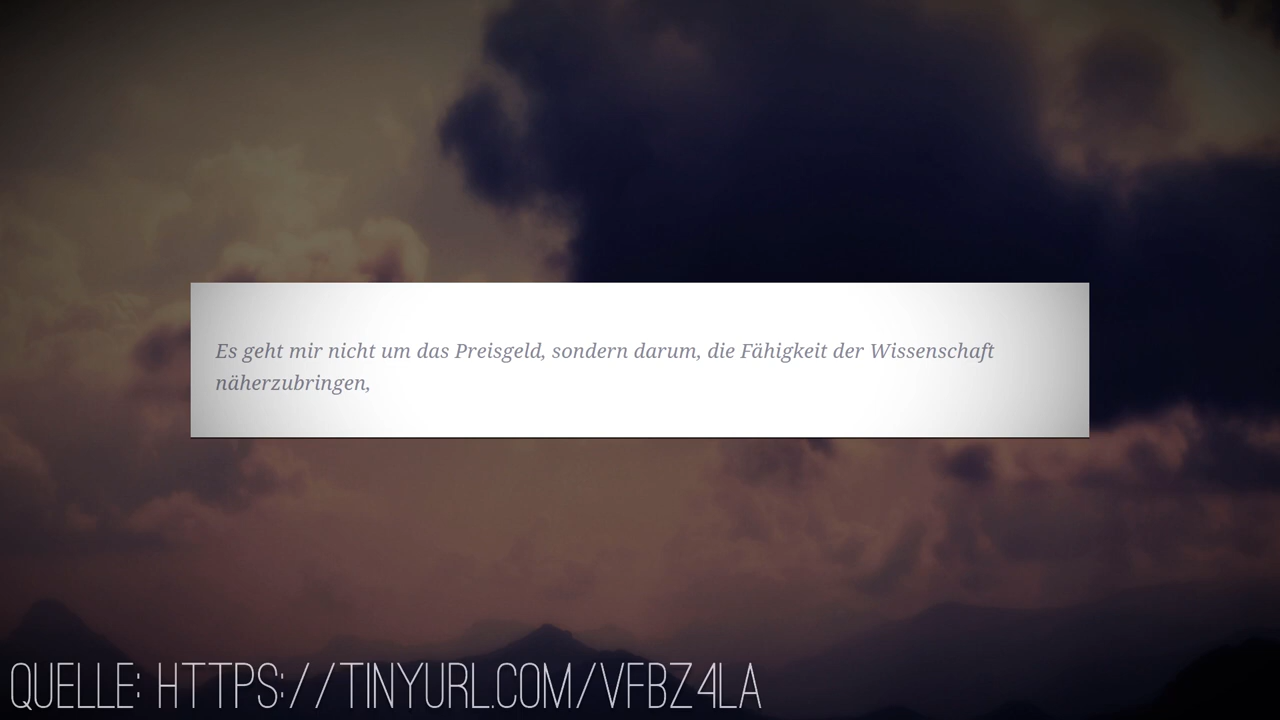 Es geht mir nicht um das Preisgeld, sondern darum, die Fähigkeit der Wissenschaft
näherzubringen,
QUELLE: HTTPS://TINYURL.COM/VFBZ4LA